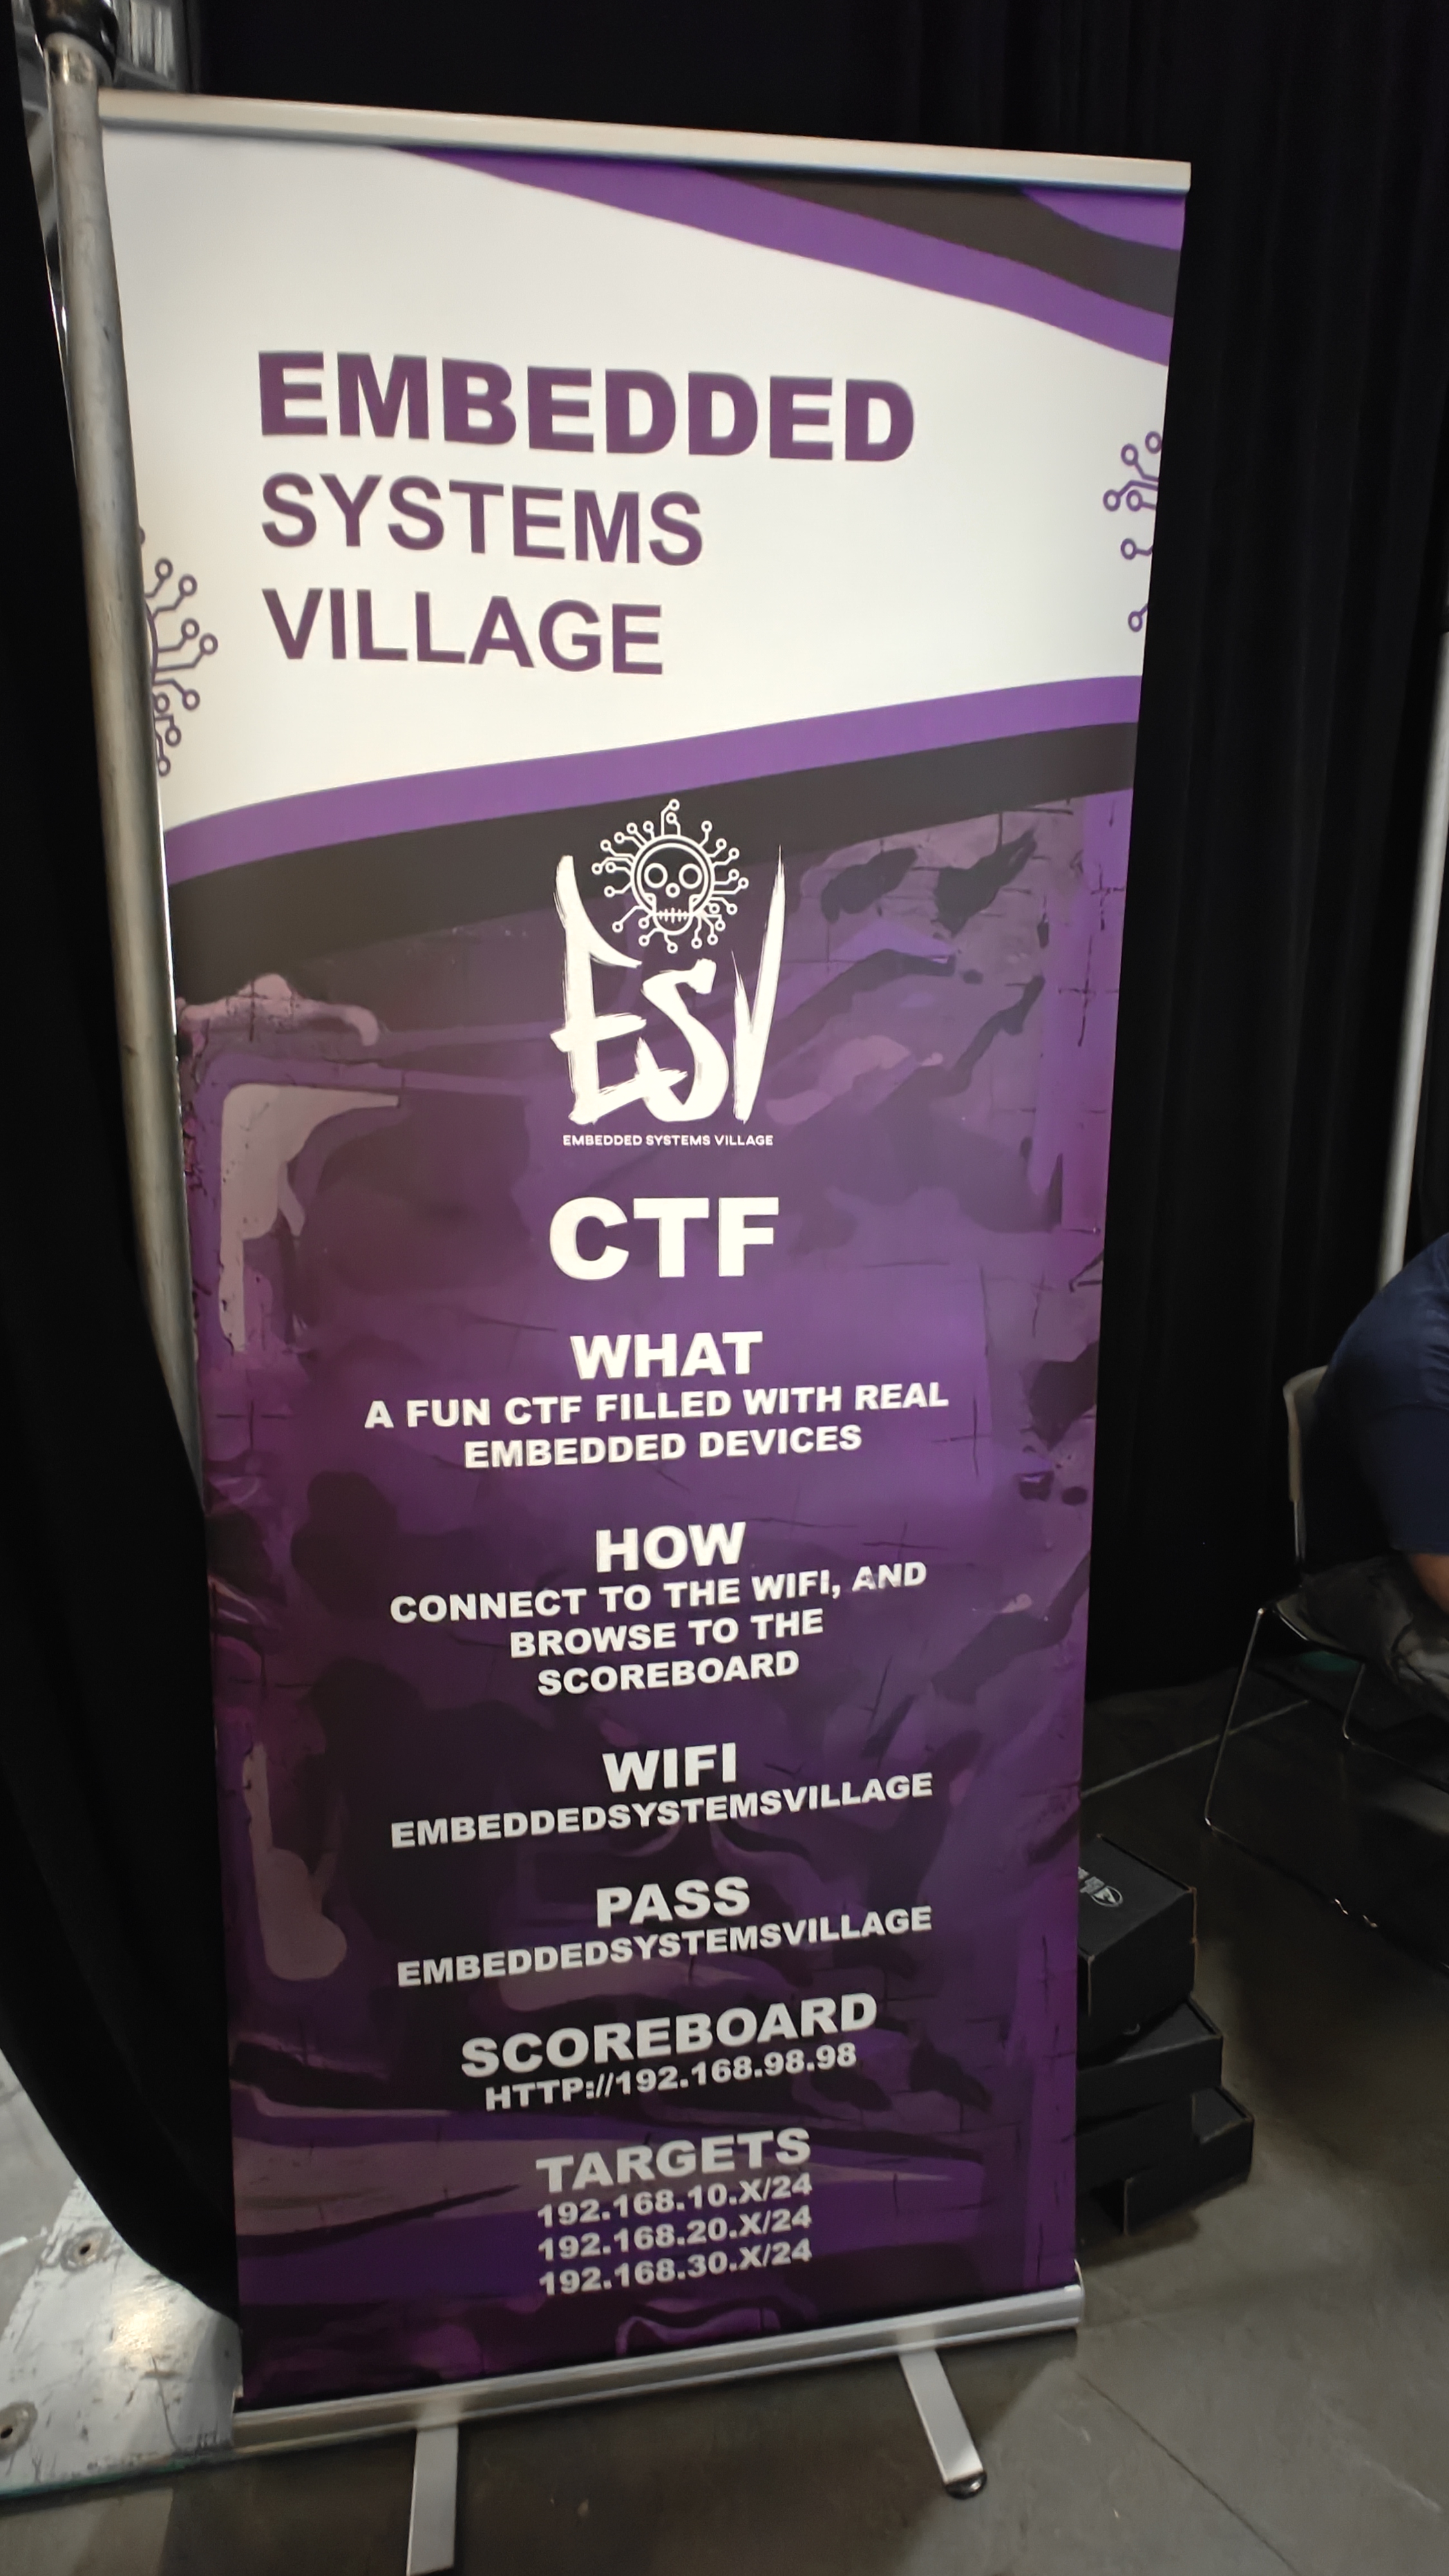 EMBEDDED
SYSTEMS
VILLAGE
ESV
EMBEDDED SYSTEMS VILLAGE
CTF
WHAT
A FUN CTF FILLED WITH REAL
EMBEDDED DEVICES
HOW
CONNECT TO THE WIFI, AND
BROWSE TO THE
SCOREBOARD
WIFI
EMBEDDEDSYSTEMSVILLAGE
PASS
EMBEDDEDSYSTEMSVILLAGE
SCOREBOARD
HTTP://192.168.98.98
TARGETS
192.168.10.X/24
192.168.20.X/24
192.168.30.X/24